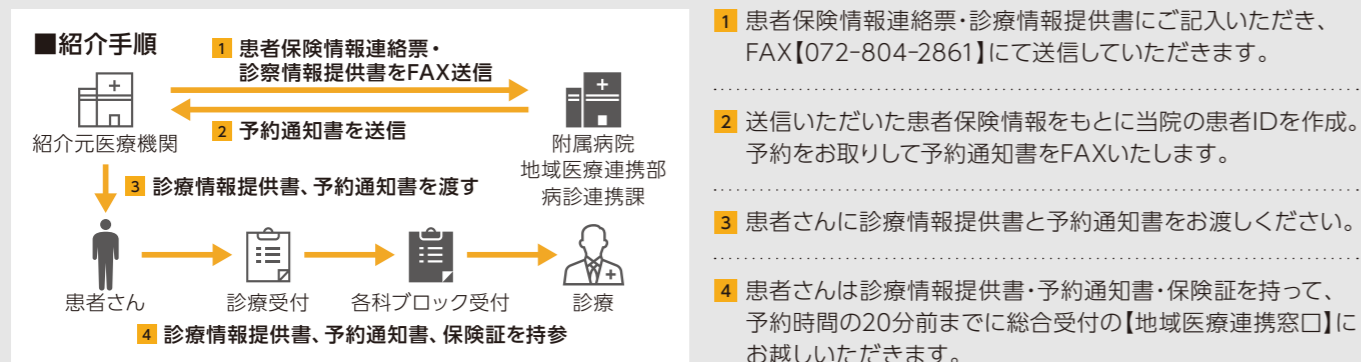 ■紹介手順
1 患者保険情報連絡票・
診察情報提供書をFAX送信
2 予約通知書を送信
紹介元医療機関
附属病院
地域医療連携部
病診連携課
3 診療情報提供書、予約通知書を渡す
患者さん
診療受付
各科ブロック受付
診療
4 診療情報提供書、予約通知書、保険証を持参
1 患者保険情報連絡票・診療情報提供書にご記入いただき、
FAX【072-804-2861】にて送信していただきます。
2 送信いただいた患者保険情報をもとに当院の患者IDを作成。
予約をお取りして予約通知書をFAXいたします。
3 患者さんに診療情報提供書と予約通知書をお渡しください。
4 患者さんは診療情報提供書・予約通知書・保険証を持って、
予約時間の20分前までに総合受付の【地域医療連携窓口】に
お越しいただきます。